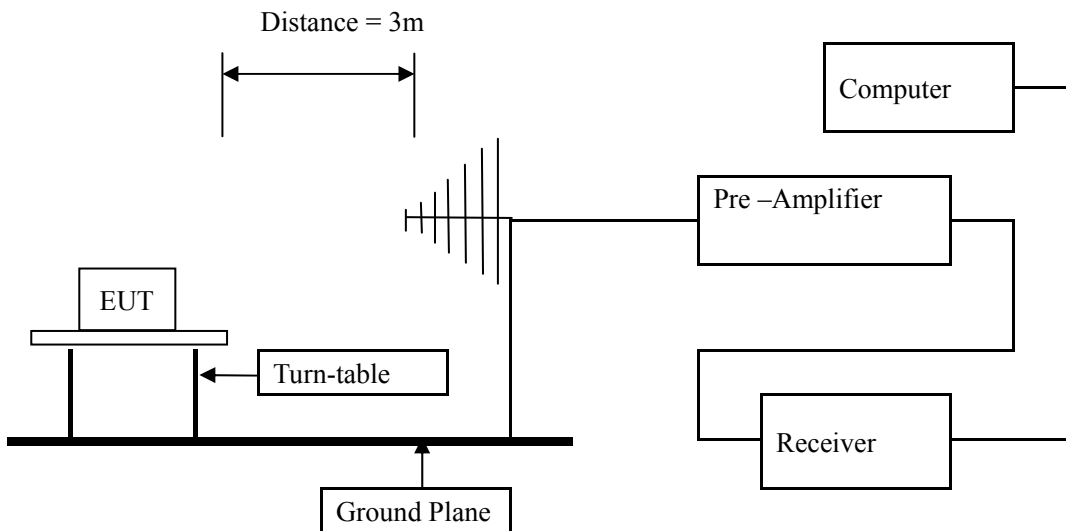 Distance = 3m
Computer
Pre –Amplifier
EUT
Turn-table
Receiver
Ground Plane